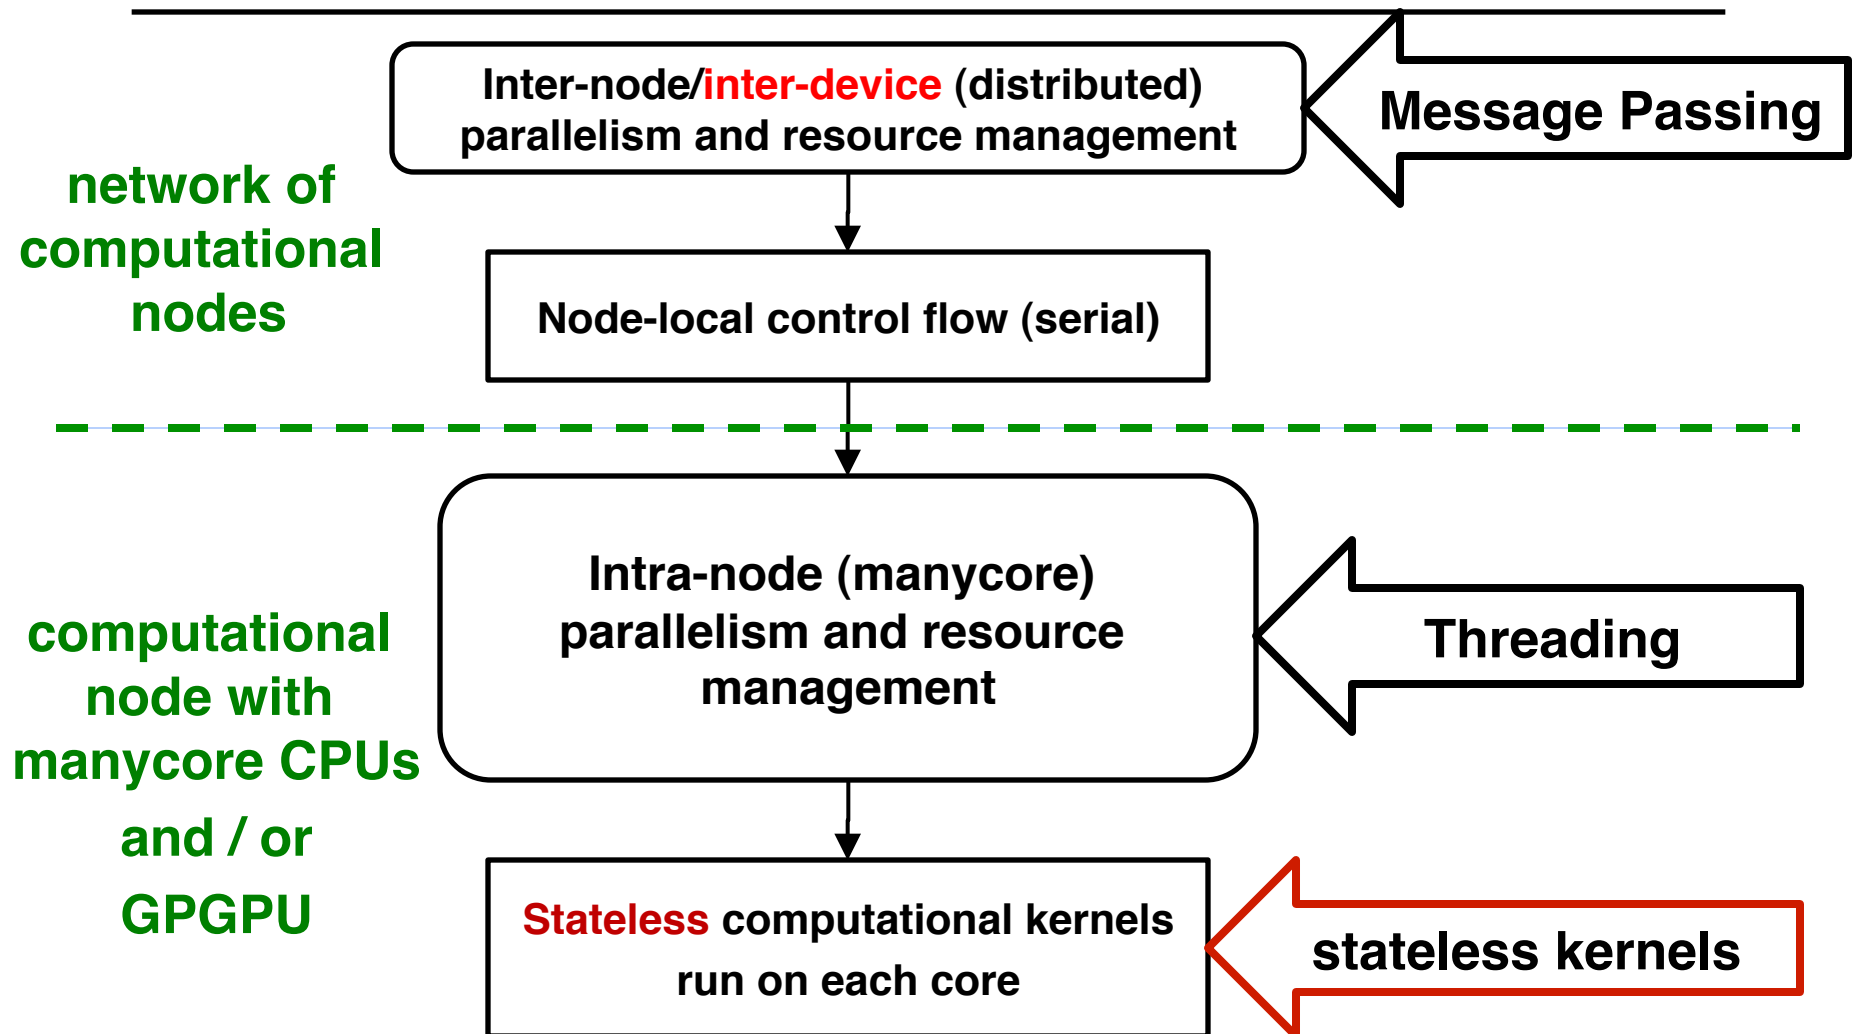 Inter-node/inter-device (distributed)
parallelism and resource management
Message Passing
network of
computational
nodes
Node-local control flow (serial)
Intra-node (manycore)
parallelism and resource
management
Threading
computational
node with
manycore CPUs
and / or
GPGPU
Stateless computational kernels
run on each core
stateless kernels